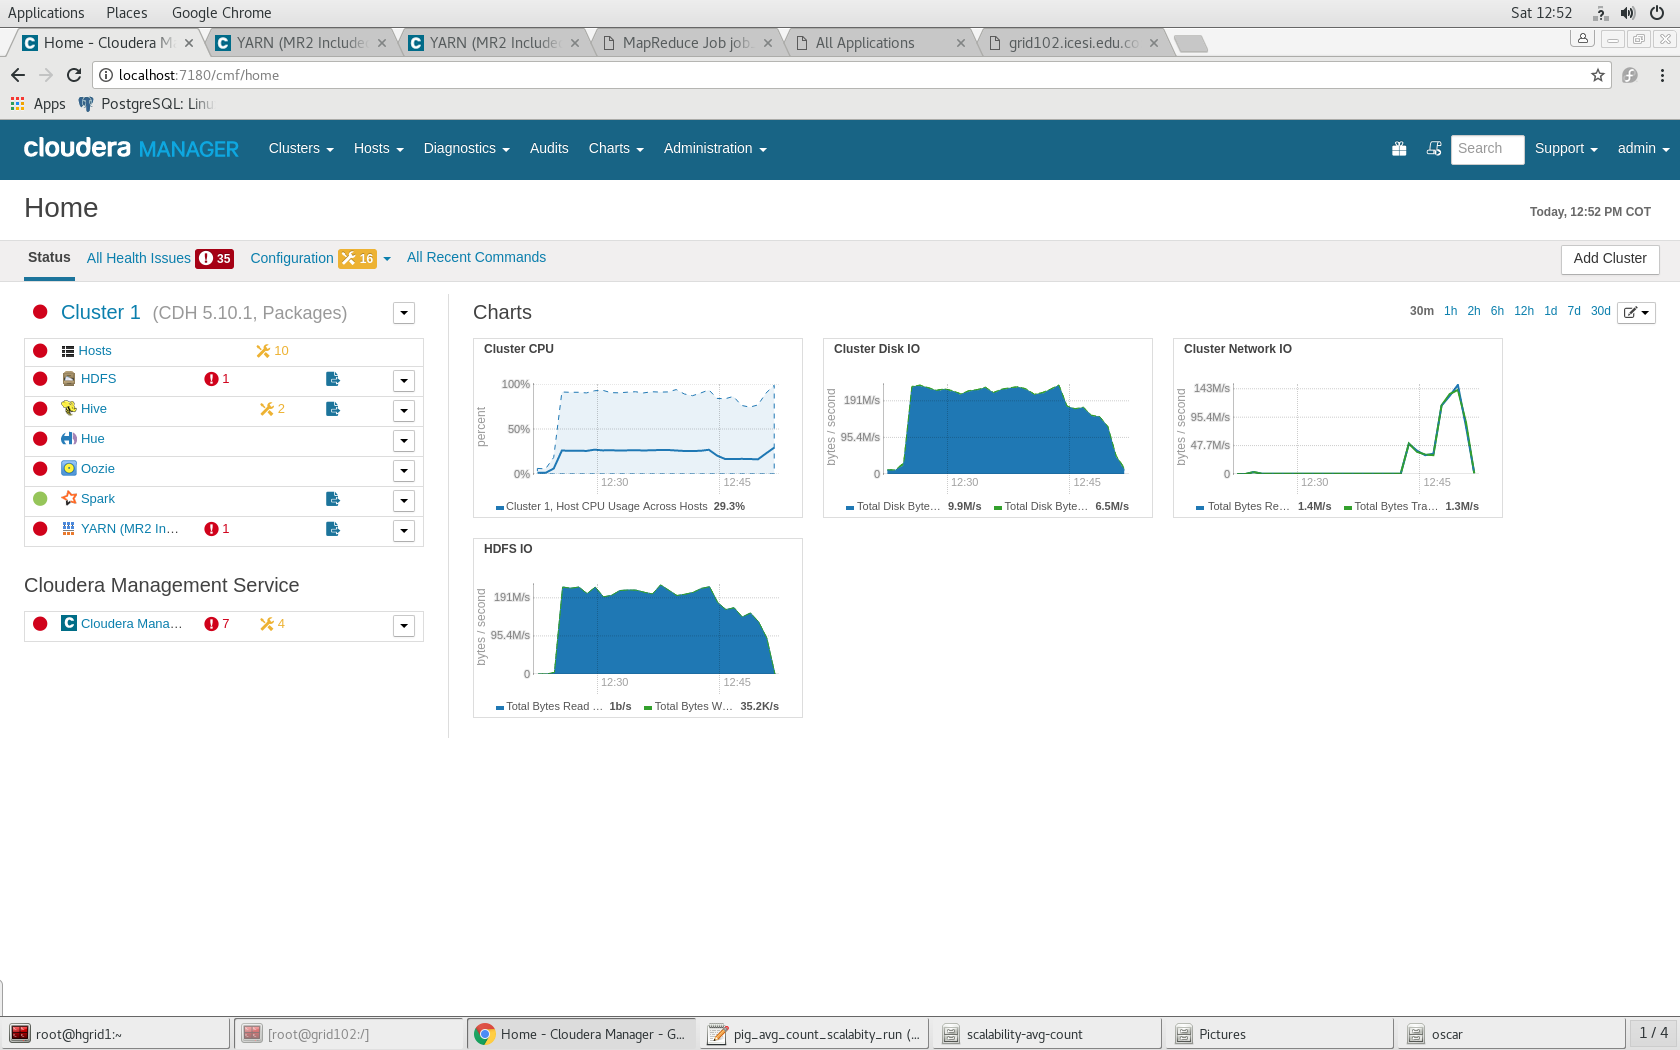 Applications Places Google Chrome Sat 12:52
Home - Cloudera M YARN (MR2 Include YARN (MR2 Include MapReduce Job job_ All Applications grid102.icesi.edu.co
localhost:7180/cmf/home
Apps PostgreSQL: Linu
cloudera MANAGER Clusters Hosts Diagnostics Audits Charts Administration Search Support admin
Home
Today, 12:52 PM COT
Status All Health Issues 35 Configuration 16 All Recent Commands Add Cluster
Cluster 1 (CDH 5.10.1, Packages)
Hosts 10
HDFS 1
Hive 2
Hue
Oozie
Spark
YARN (MR2 In... 1
Cloudera Management Service
Cloudera Mana... 7 4
Charts
30m 1h 2h 6h 12h 1d 7d 30d
Cluster CPU
percent
100%
50%
0%
12:30 12:45
Cluster 1, Host CPU Usage Across Hosts 29.3%
Cluster Disk IO
bytes / second
191M/s
95.4M/s
0
12:30 12:45
Total Disk Byte... 9.9M/s Total Disk Byte... 6.5M/s
Cluster Network IO
bytes / second
143M/s
95.4M/s
47.7M/s
0
12:30 12:45
Total Bytes Re... 1.4M/s Total Bytes Tra... 1.3M/s
HDFS IO
bytes / second
191M/s
95.4M/s
0
12:30 12:45
Total Bytes Read ... 1b/s Total Bytes W... 35.2K/s
root@hgrid1:~ [root@grid102:/] Home - Cloudera Manager - G... pig_avg_count_scalabity_run (... scalability-avg-count Pictures oscar 1 / 4